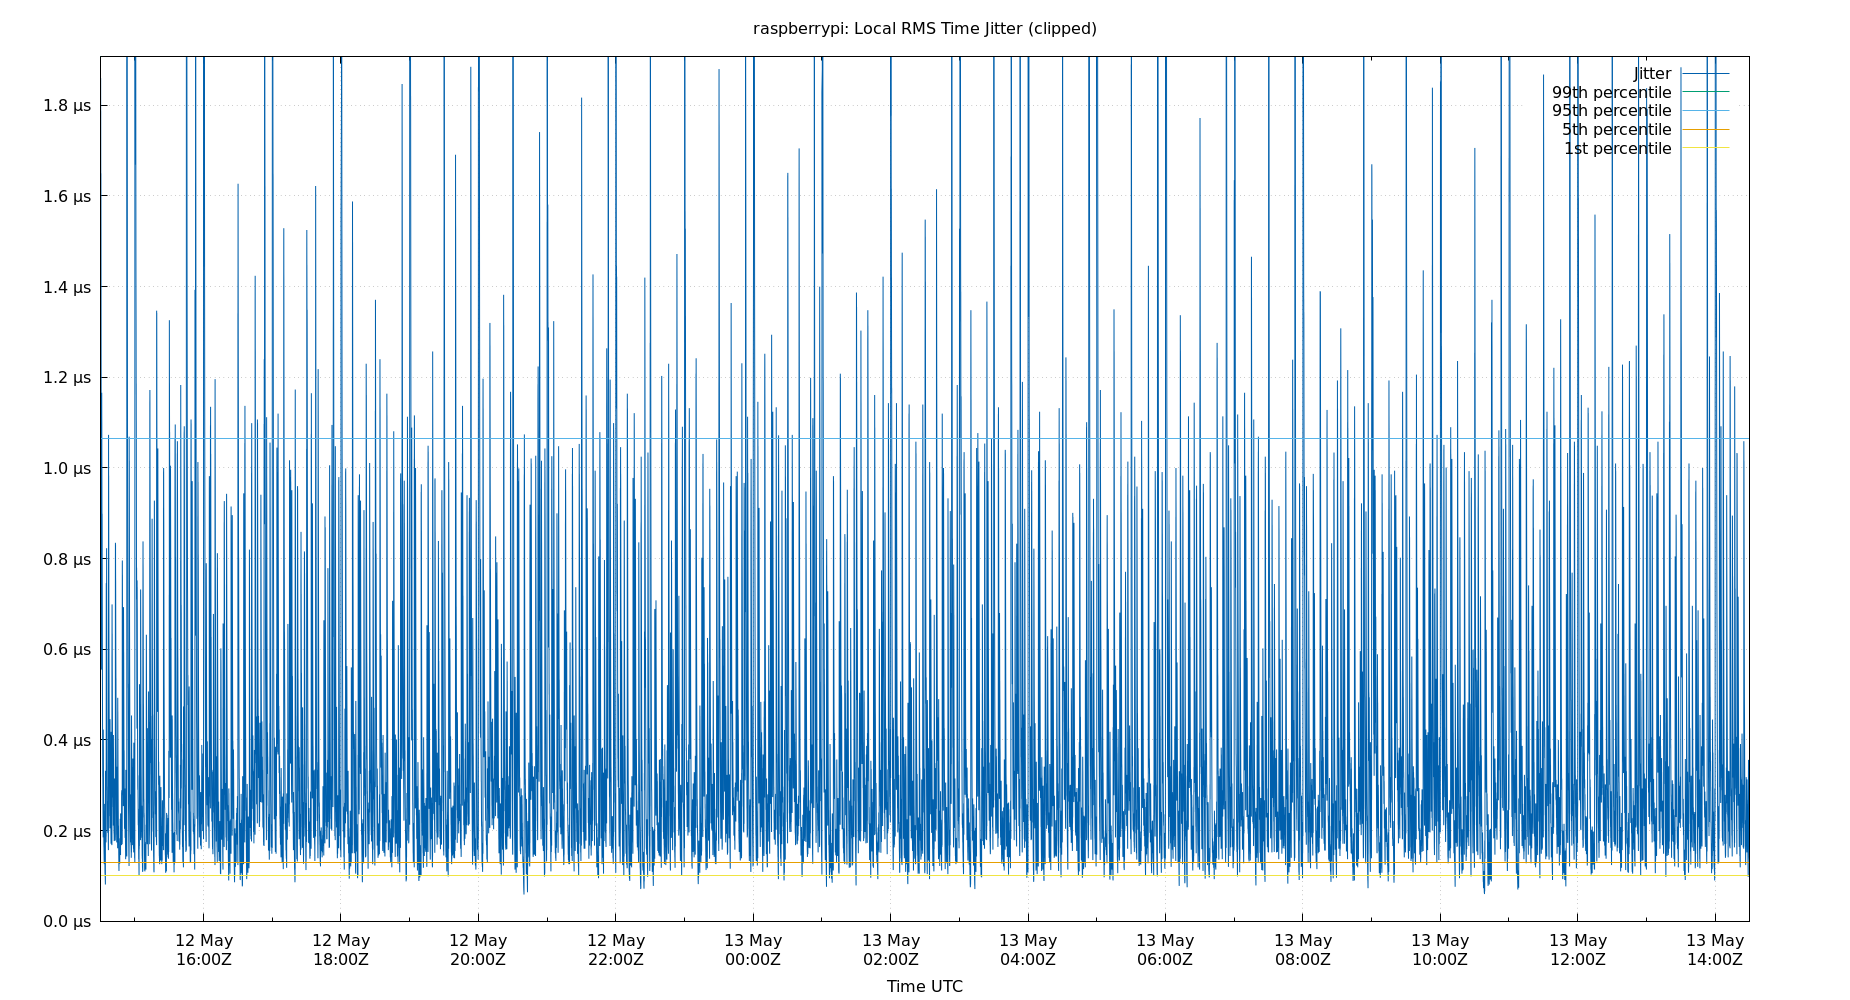 raspberrypi: Local RMS Time Jitter (clipped)
Jitter
99th percentile
95th percentile
5th percentile
1st percentile
1.8 µs
1.6 µs
1.4 µs
1.2 µs
1.0 µs
0.8 µs
0.6 µs
0.4 µs
0.2 µs
0.0 µs
12 May 12 May 12 May 12 May 13 May 13 May 13 May 13 May 13 May 13 May 13 May 13 May
16:00Z 18:00Z 20:00Z 22:00Z 00:00Z 02:00Z 04:00Z 06:00Z 08:00Z 10:00Z 12:00Z 14:00Z
Time UTC